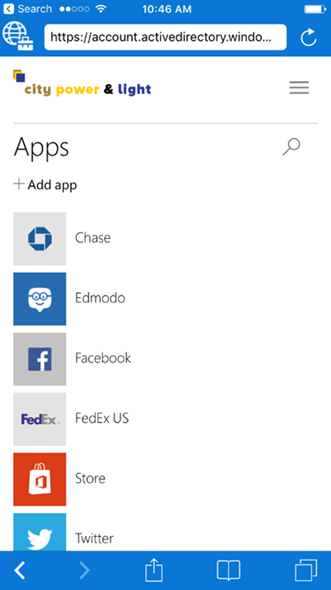 Search 10:46 AM
https://account.activedirectory.windo...
city power & light
Apps
+ Add app
Chase
Edmodo
Facebook
FedEx. FedEx US
Store
Twitter